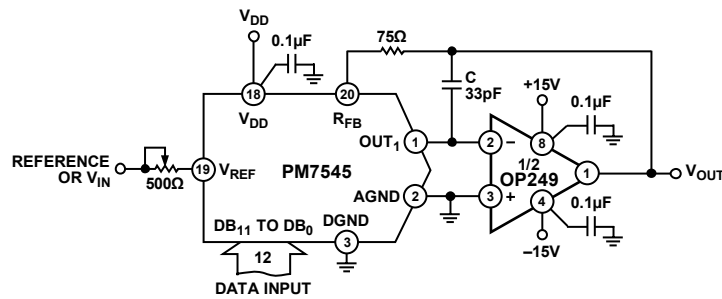 VDD
0.1µF
75Ω
18
VDD
20
RFB
C
33pF
+15V
0.1µF
OUT1
1
2
–
8
1/2
OP249
1
VOUT
REFERENCE
OR VIN
500Ω
19
VREF
PM7545
AGND
2
3
+
4
0.1µF
–15V
DB11 TO DB0
DGND
3
12
DATA INPUT